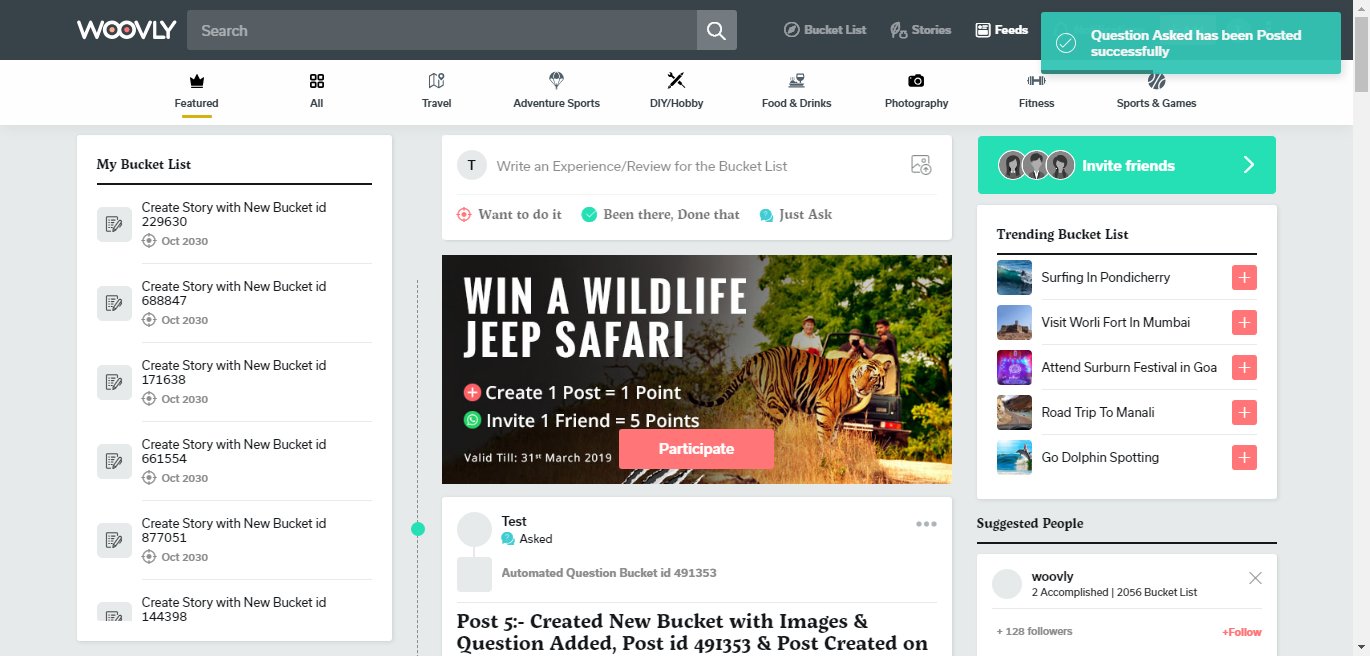 WOOVLY
Search
Bucket List
Stories
Feeds
Question Asked has been Posted
successfully
Featured
All
Travel
Adventure Sports
DIY/Hobby
Food & Drinks
Photography
Fitness
Sports & Games
My Bucket List
Create Story with New Bucket id
229630
Oct 2030
Create Story with New Bucket id
688847
Oct 2030
Create Story with New Bucket id
171638
Oct 2030
Create Story with New Bucket id
661554
Oct 2030
Create Story with New Bucket id
877051
Oct 2030
Create Story with New Bucket id
144398
T
Write an Experience/Review for the Bucket List
Want to do it
Been there, Done that
Just Ask
WIN A WILDLIFE
JEEP SAFARI
Create 1 Post = 1 Point
Invite 1 Friend = 5 Points
Valid Till: 31st March 2019
Participate
Test
Asked
Automated Question Bucket id 491353
Post 5:- Created New Bucket with Images &
Question Added, Post id 491353 & Post Created on
Invite friends
Trending Bucket List
Surfing In Pondicherry
Visit Worli Fort In Mumbai
Attend Surburn Festival in Goa
Road Trip To Manali
Go Dolphin Spotting
Suggested People
woovly
2 Accomplished | 2056 Bucket List
+ 128 followers
+Follow